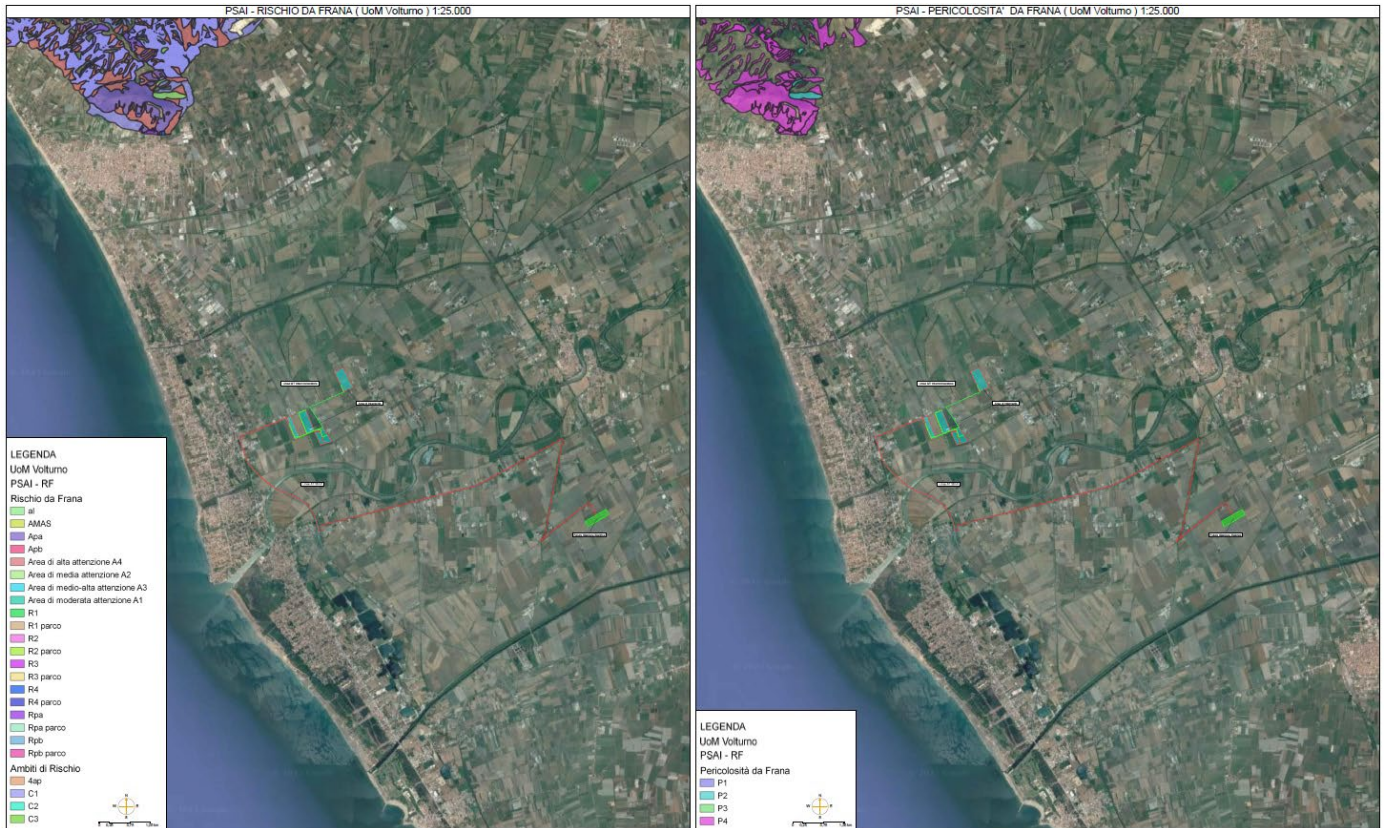 PSAI - RISCHIO DA FRANA ( UoM Volturno ) 1:25.000
LEGENDA
UoM Volturno
PSAI - RF
Rischio da Frana
al
AMAS
Apa
Apb
Area di alta attenzione A4
Area di media attenzione A2
Area di medio-alta attenzione A3
Area di moderata attenzione A1
R1
R1 parco
R2
R2 parco
R3
R3 parco
R4
R4 parco
Rpa
Rpa parco
Rpb
Rpb parco
Ambiti di Rischio
4ap
C1
C2
C3
PSAI - PERICOLOSITA' DA FRANA ( UoM Volturno ) 1:25.000
LEGENDA
UoM Volturno
PSAI - RF
Pericolosità da Frana
P1
P2
P3
P4